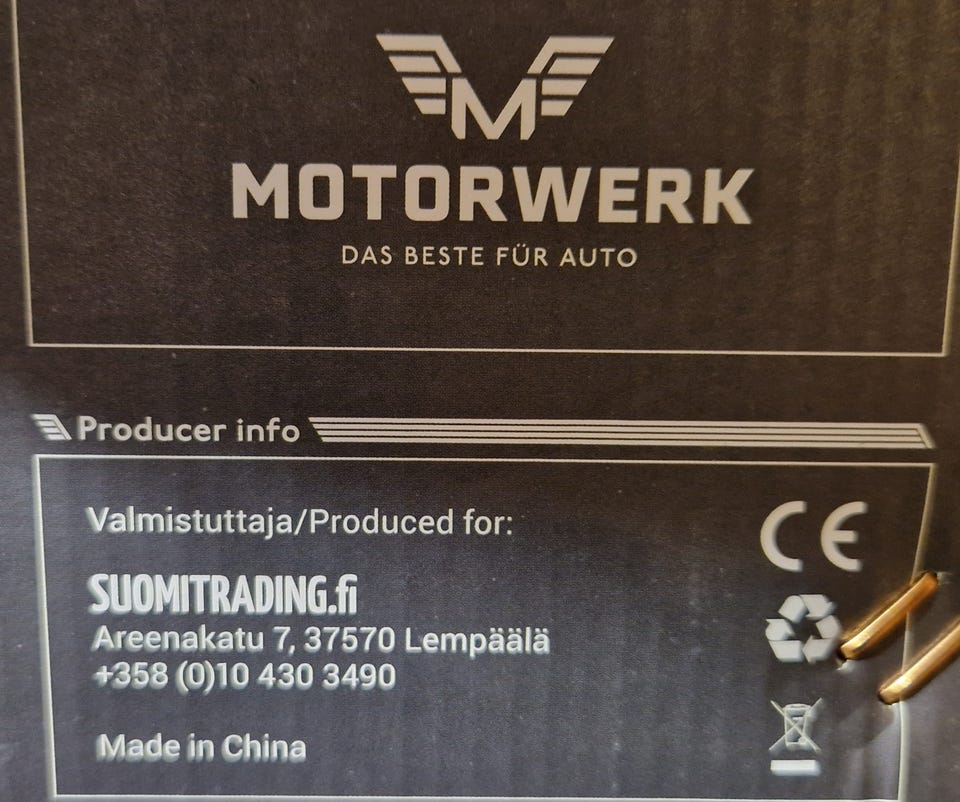 M
MOTORWERK
DAS BESTE FÜR AUTO
Producer info
Valmistuttaja/Produced for:
CE
SUOMITRADING.fi
Areenakatu 7, 37570 Lempäälä
+358 (0)10 430 3490
Made in China